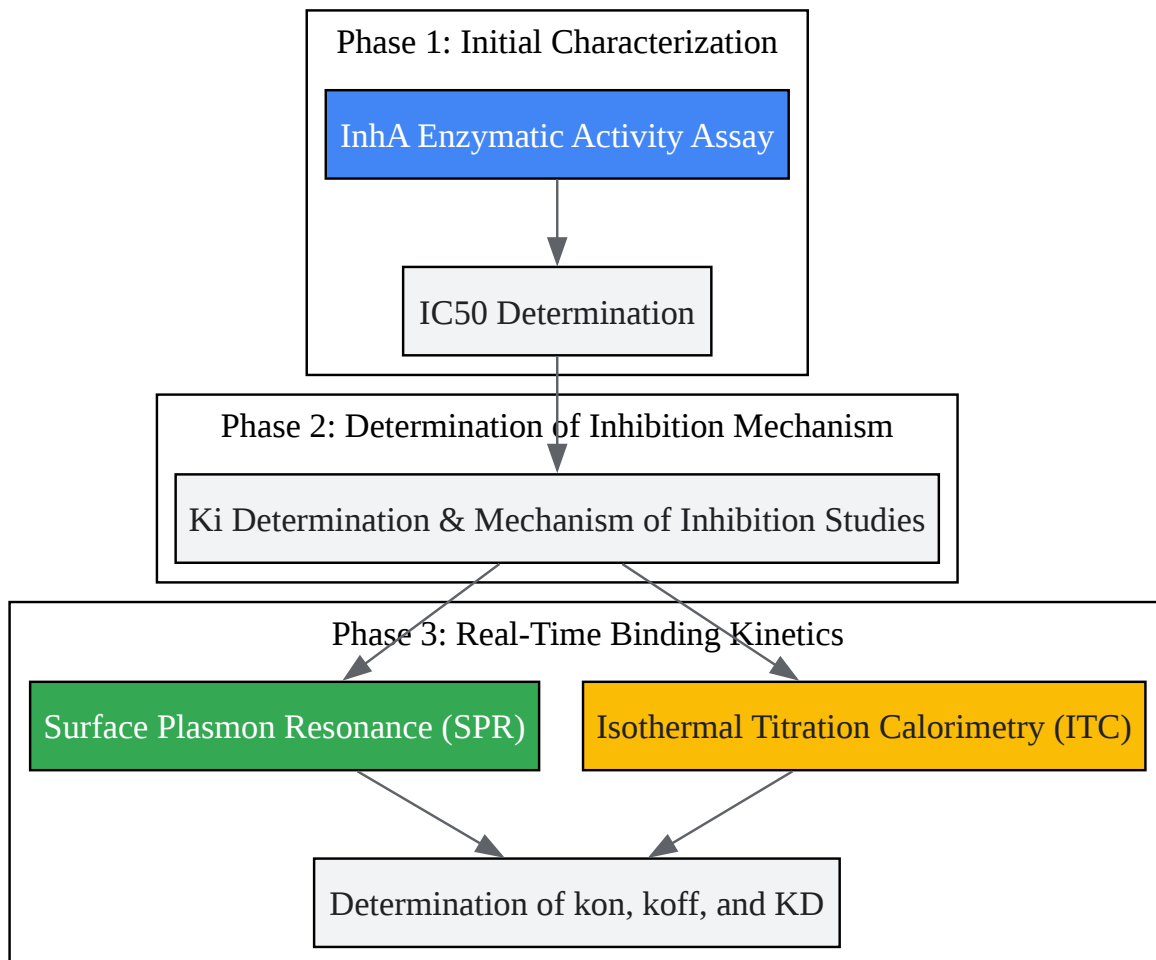 Phase 1: Initial Characterization
InhA Enzymatic Activity Assay
IC50 Determination
Phase 2: Determination of Inhibition Mechanism
Ki Determination & Mechanism of Inhibition Studies
Phase 3: Real-Time Binding Kinetics
Surface Plasmon Resonance (SPR)
Isothermal Titration Calorimetry (ITC)
Determination of kon, koff, and KD